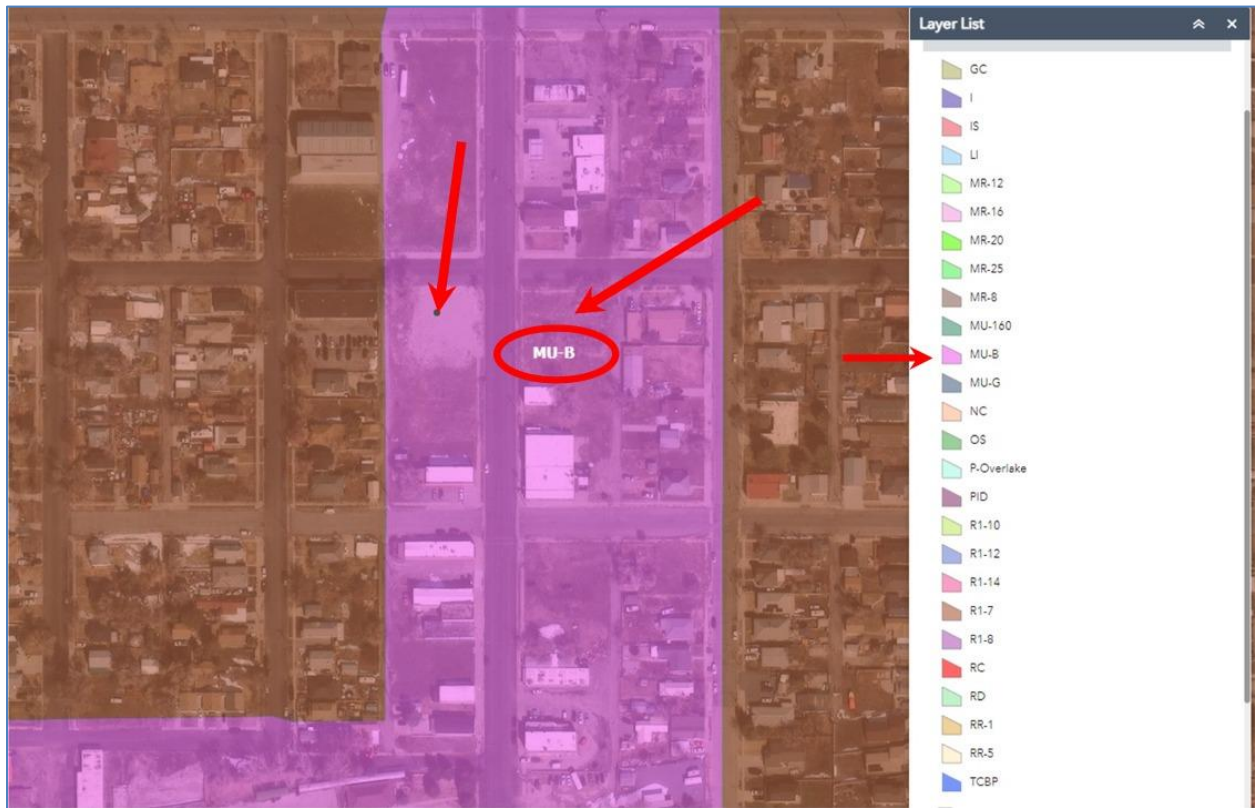 Layer List
GC
I
IS
LI
MR-12
MR-16
MR-20
MR-25
MR-8
MU-160
MU-B
MU-B
MU-G
NC
OS
P-Overlake
PID
R1-10
R1-12
R1-14
R1-7
R1-8
RC
RD
RR-1
RR-5
TCBP